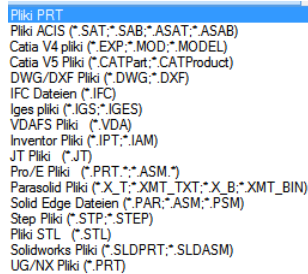 Pliki PRT
Pliki ACIS (*.SAT;*.SAB;*.ASAT;*.ASAB)
Catia V4 pliki (*.EXP;*.MOD;*.MODEL)
Catia V5 Pliki (*.CATPart;*.CATProduct)
DWG/DXF Pliki (*.DWG;*.DXF)
IFC Dateien (*.IFC)
Iges pliki (*.IGS;*.IGES)
VDAFS Pliki (*.VDA)
Inventor Pliki (*.IPT;*.IAM)
JT Pliki (*.JT)
Pro/E Pliki (*.PRT.*;*.ASM.*)
Parasolid Pliki (*.X_T;*.XMT_TXT;*.X_B;*.XMT_BIN)
Solid Edge Dateien (*.PAR;*.ASM;*.PSM)
Step Pliki (*.STP;*.STEP)
Pliki STL (*.STL)
Solidworks Pliki (*.SLDPRT;*.SLDASM)
UG/NX Pliki (*.PRT)